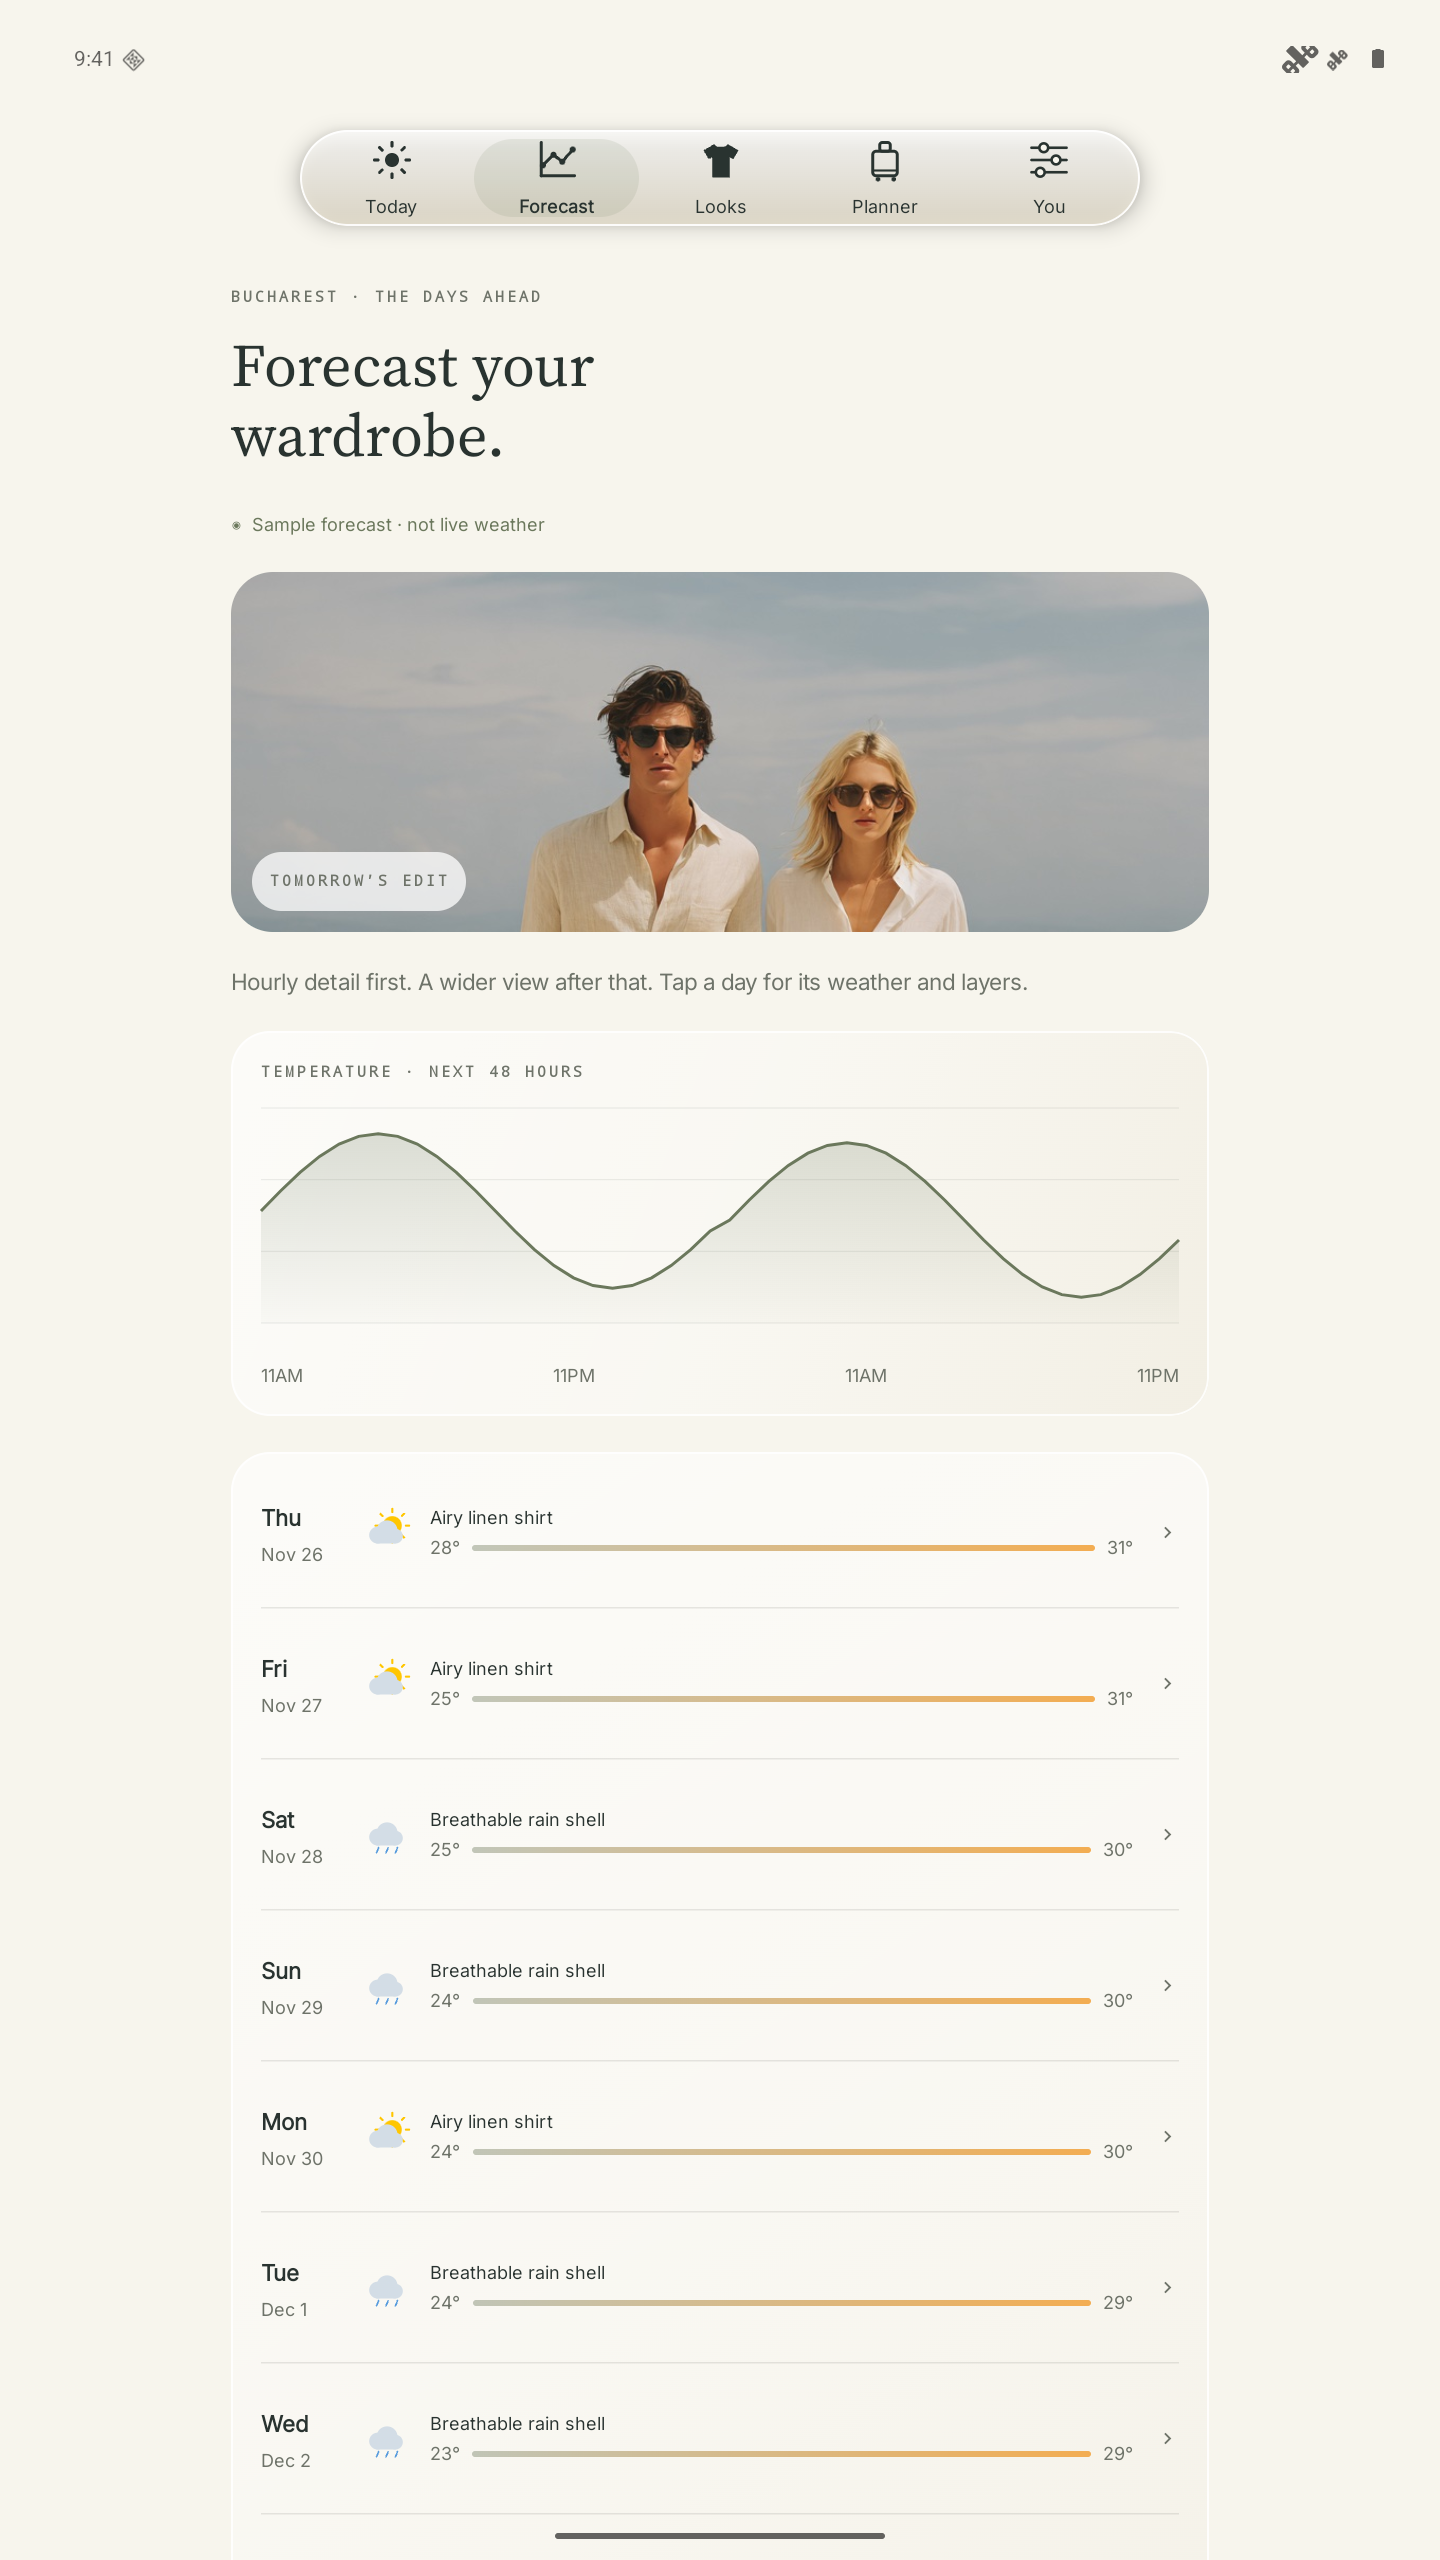 9:41
Today
Forecast
Looks
Planner
You
BUCHAREST · THE DAYS AHEAD
Forecast your
wardrobe.
Sample forecast · not live weather
TOMORROW'S EDIT
Hourly detail first. A wider view after that. Tap a day for its weather and layers.
TEMPERATURE · NEXT 48 HOURS
11AM 11PM 11AM 11PM
Thu
Nov 26
Airy linen shirt
28° 31°
Fri
Nov 27
Airy linen shirt
25° 31°
Sat
Nov 28
Breathable rain shell
25° 30°
Sun
Nov 29
Breathable rain shell
24° 30°
Mon
Nov 30
Airy linen shirt
24° 30°
Tue
Dec 1
Breathable rain shell
24° 29°
Wed
Dec 2
Breathable rain shell
23° 29°